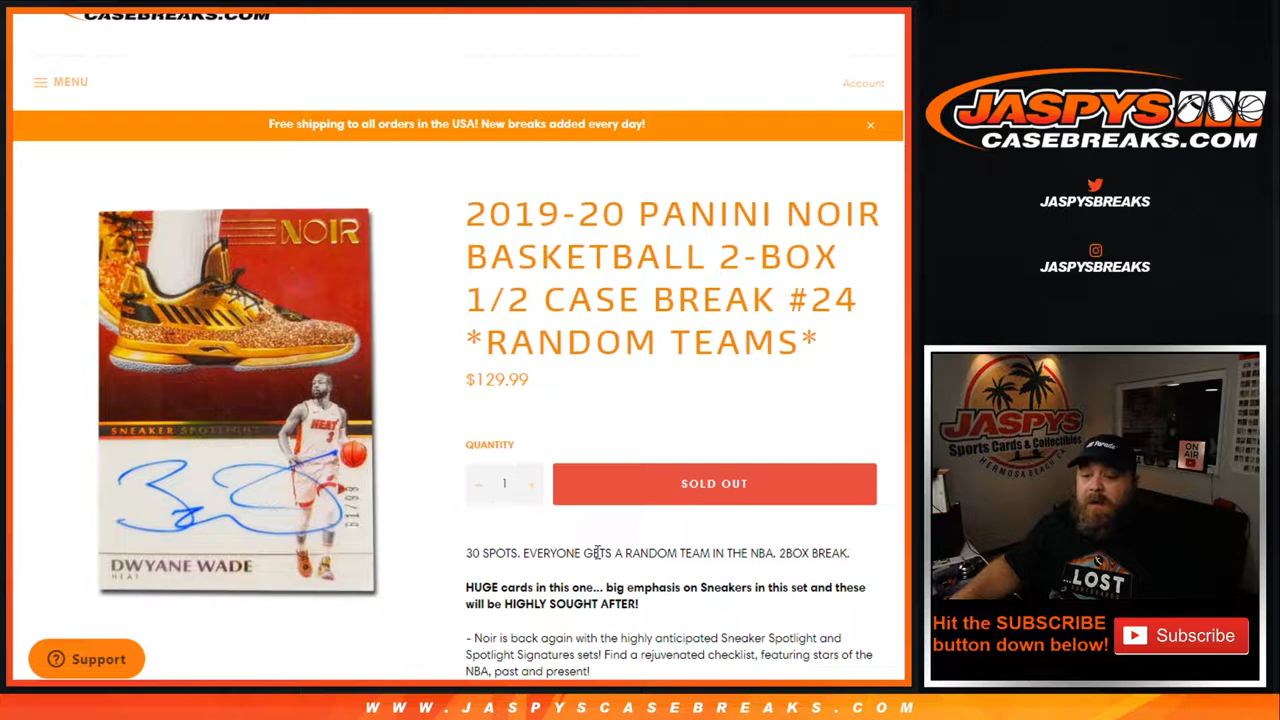 CASEBREAKS.COM
MENU
Account
Free shipping to all orders in the USA! New breaks added every day!
×
NOIR
SNEAKER SPOTLIGHT
61/99
DWYANE WADE
HEAT
HEAT
3
2019-20 PANINI NOIR
BASKETBALL 2-BOX
1/2 CASE BREAK #24
*RANDOM TEAMS*
$129.99
QUANTITY
− 1 +
SOLD OUT
30 SPOTS. EVERYONE GETS A RANDOM TEAM IN THE NBA. 2BOX BREAK.
HUGE cards in this one... big emphasis on Sneakers in this set and these
will be HIGHLY SOUGHT AFTER!
- Noir is back again with the highly anticipated Sneaker Spotlight and
Spotlight Signatures sets! Find a rejuvenated checklist, featuring stars of the
NBA, past and present!
Support
JASPYS
CASEBREAKS.COM
JASPYSBREAKS
JASPYSBREAKS
JASPYS
Sports Cards & Collectibles
HERMOSA BEACH
ON
AIR
Parade
...LOST
Hit the SUBSCRIBE
button down below!
Subscribe
WWW.JASPYSCASEBREAKS.COM